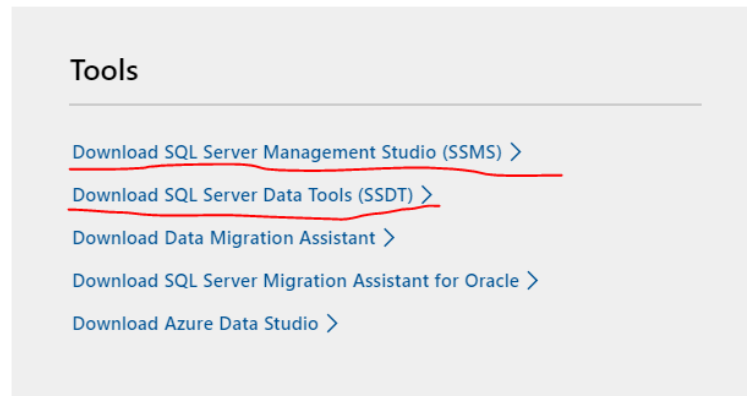 Tools
Download SQL Server Management Studio (SSMS) >
Download SQL Server Data Tools (SSDT) >
Download Data Migration Assistant >
Download SQL Server Migration Assistant for Oracle >
Download Azure Data Studio >